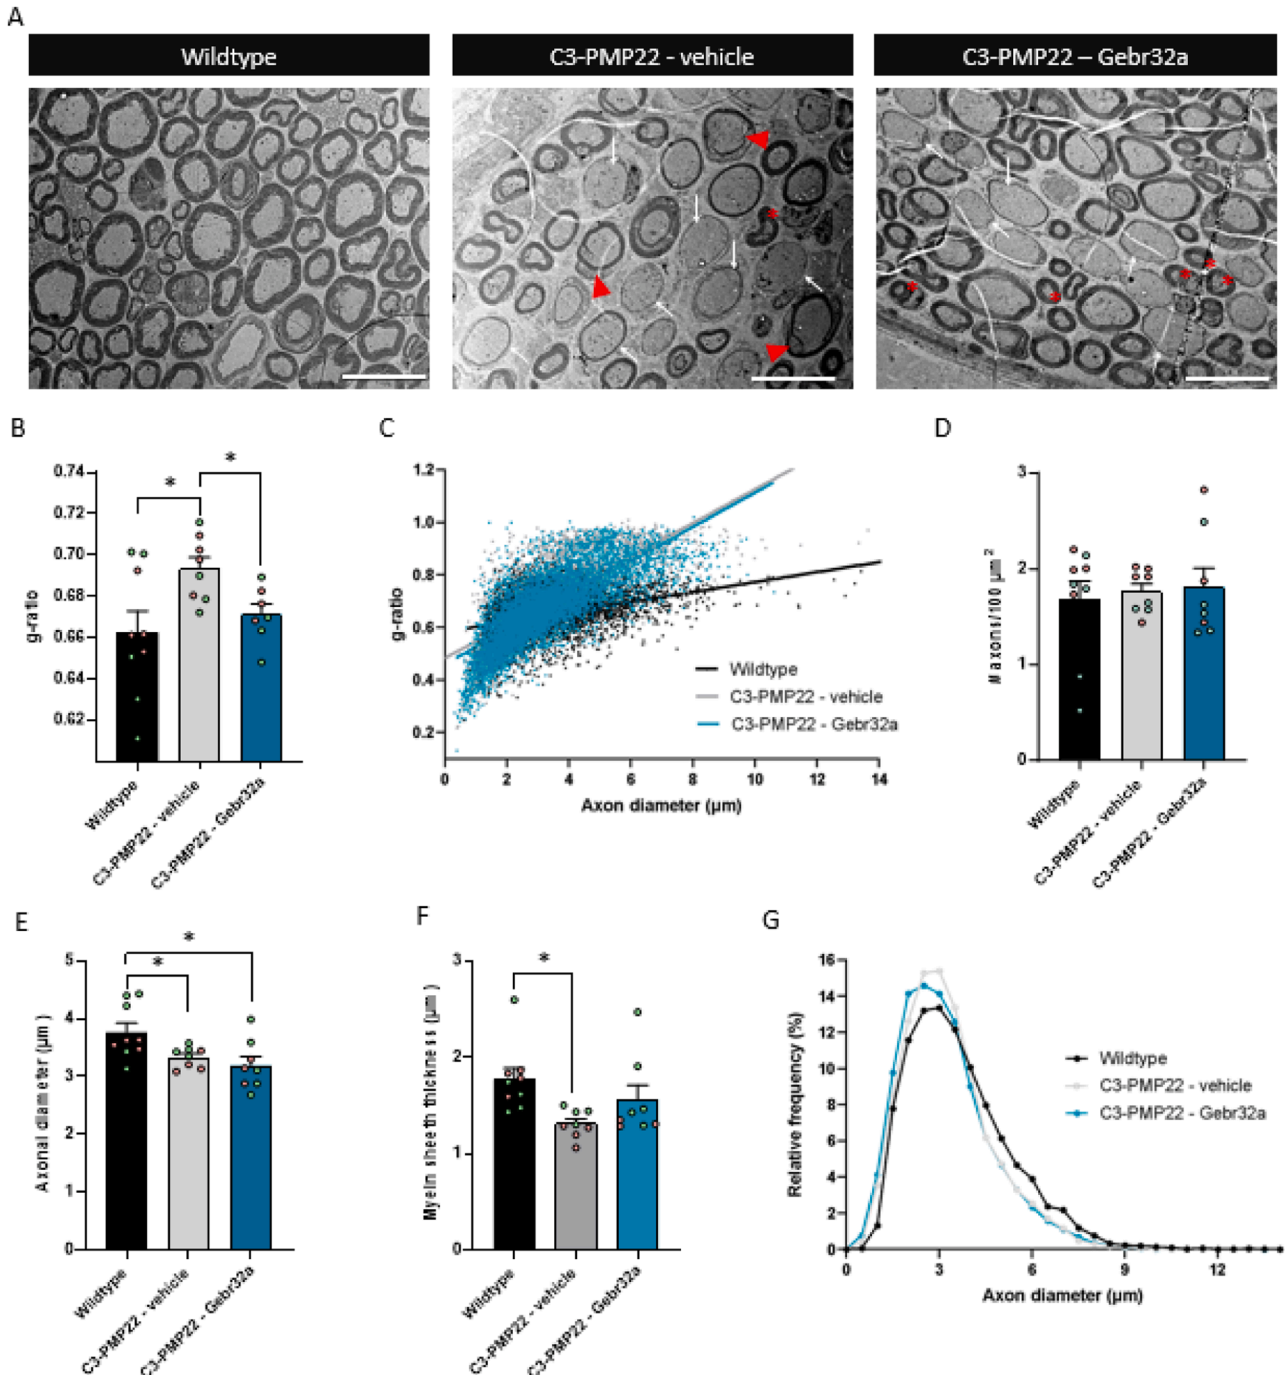 A
Wildtype
C3-PMP22 - vehicle
C3-PMP22 – Gebr32a
*
*
*
*
*
*
B
g-ratio
0.74
0.72
0.70
0.68
0.66
0.64
0.62
*
*
Wildtype
C3-PMP22 - vehicle
C3-PMP22 - Gebr32a
C
g-ratio
1.2
1.0
0.8
0.6
0.4
0.2
0
2
4
6
8
10
12
14
Axon diameter (µm)
Wildtype
C3-PMP22 - vehicle
C3-PMP22 - Gebr32a
D
Maxons/100 µm²
3
2
1
0
Wildtype
C3-PMP22 - vehicle
C3-PMP22 - Gebr32a
E
Axonal diameter (µm)
5
4
3
2
1
0
*
*
Wildtype
C3-PMP22 - vehicle
C3-PMP22 - Gebr32a
F
Myelin sheeth thickness (µm)
3
2
1
0
*
Wildtype
C3-PMP22 - vehicle
C3-PMP22 - Gebr32a
G
Relative frequency (%)
16
14
12
10
8
6
4
2
0
0
3
6
9
12
Axon diameter (µm)
Wildtype
C3-PMP22 - vehicle
C3-PMP22 - Gebr32a